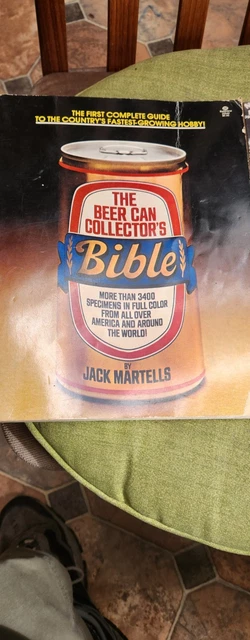 THE FIRST COMPLETE GUIDE
TO THE COUNTRY'S FASTEST-GROWING HOBBY!
THE
BEER CAN
COLLECTOR'S
Bible
MORE THAN 3400
SPECIMENS IN FULL COLOR
FROM ALL OVER
AMERICA AND AROUND
THE WORLD!
BY
JACK MARTELLS